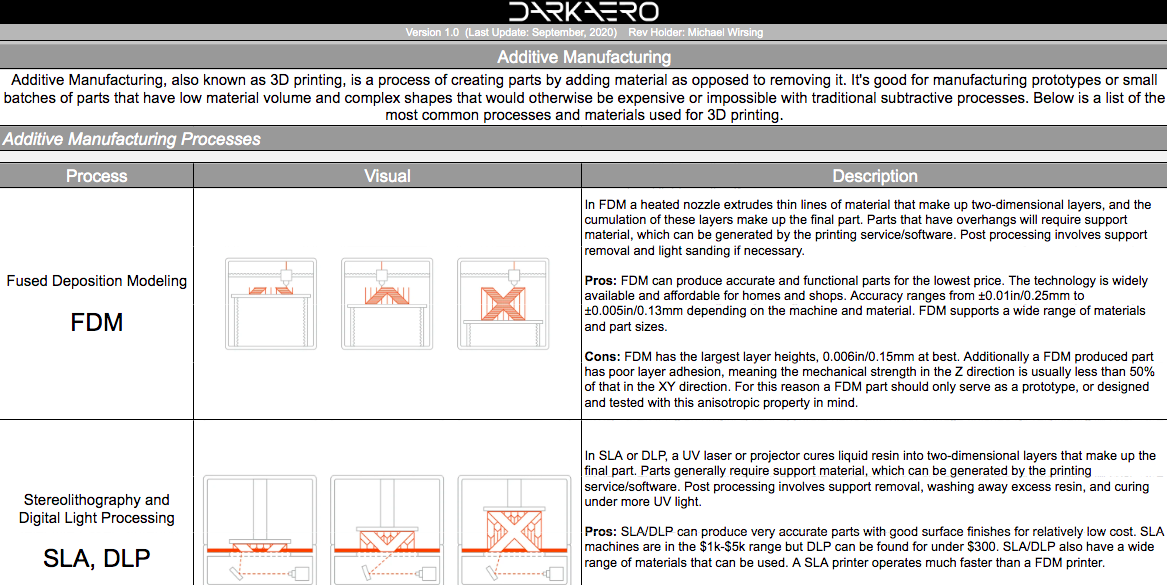 DARKAERO
Version 1.0 (Last Update: September, 2020) Rev Holder: Michael Wirsing
Additive Manufacturing
Additive Manufacturing, also known as 3D printing, is a process of creating parts by adding material as opposed to removing it. It's good for manufacturing prototypes or small
batches of parts that have low material volume and complex shapes that would otherwise be expensive or impossible with traditional subtractive processes. Below is a list of the
most common processes and materials used for 3D printing.
Additive Manufacturing Processes
Process Visual Description
Fused Deposition Modeling
FDM
In FDM a heated nozzle extrudes thin lines of material that make up two-dimensional layers, and the
cumulation of these layers make up the final part. Parts that have overhangs will require support
material, which can be generated by the printing service/software. Post processing involves support
removal and light sanding if necessary.
Pros: FDM can produce accurate and functional parts for the lowest price. The technology is widely
available and affordable for homes and shops. Accuracy ranges from ±0.01in/0.25mm to
±0.005in/0.13mm depending on the machine and material. FDM supports a wide range of materials
and part sizes.
Cons: FDM has the largest layer heights, 0.006in/0.15mm at best. Additionally a FDM produced part
has poor layer adhesion, meaning the mechanical strength in the Z direction is usually less than 50%
of that in the XY direction. For this reason a FDM part should only serve as a prototype, or designed
and tested with this anisotropic property in mind.
Stereolithography and
Digital Light Processing
SLA, DLP
In SLA or DLP, a UV laser or projector cures liquid resin into two-dimensional layers that make up the
final part. Parts generally require support material, which can be generated by the printing
service/software. Post processing involves support removal, washing away excess resin, and curing
under more UV light.
Pros: SLA/DLP can produce very accurate parts with good surface finishes for relatively low cost. SLA
machines are in the $1k-$5k range but DLP can be found for under $300. SLA/DLP also have a wide
range of materials that can be used. A SLA printer operates much faster than a FDM printer.